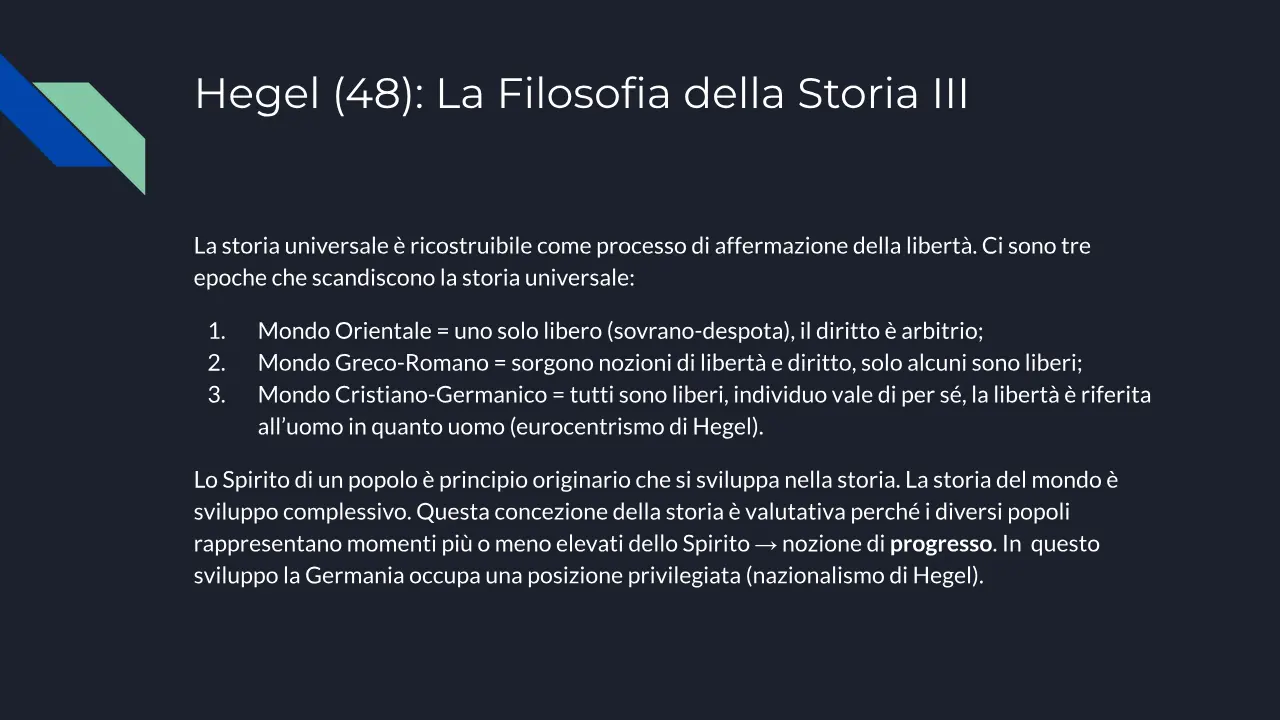 Hegel (48): La Filosofia della Storia III
La storia universale è ricostruibile come processo di affermazione della libertà. Ci sono tre
epoche che scandiscono la storia universale:
1. Mondo Orientale = uno solo libero (sovrano-despota), il diritto è arbitrio;
2. Mondo Greco-Romano = sorgono nozioni di libertà e diritto, solo alcuni sono liberi;
3. Mondo Cristiano-Germanico = tutti sono liberi, individuo vale di per sé, la libertà è riferita
all’uomo in quanto uomo (eurocentrismo di Hegel).
Lo Spirito di un popolo è principio originario che si sviluppa nella storia. La storia del mondo è
sviluppo complessivo. Questa concezione della storia è valutativa perché i diversi popoli
rappresentano momenti più o meno elevati dello Spirito → nozione di progresso. In questo
sviluppo la Germania occupa una posizione privilegiata (nazionalismo di Hegel).